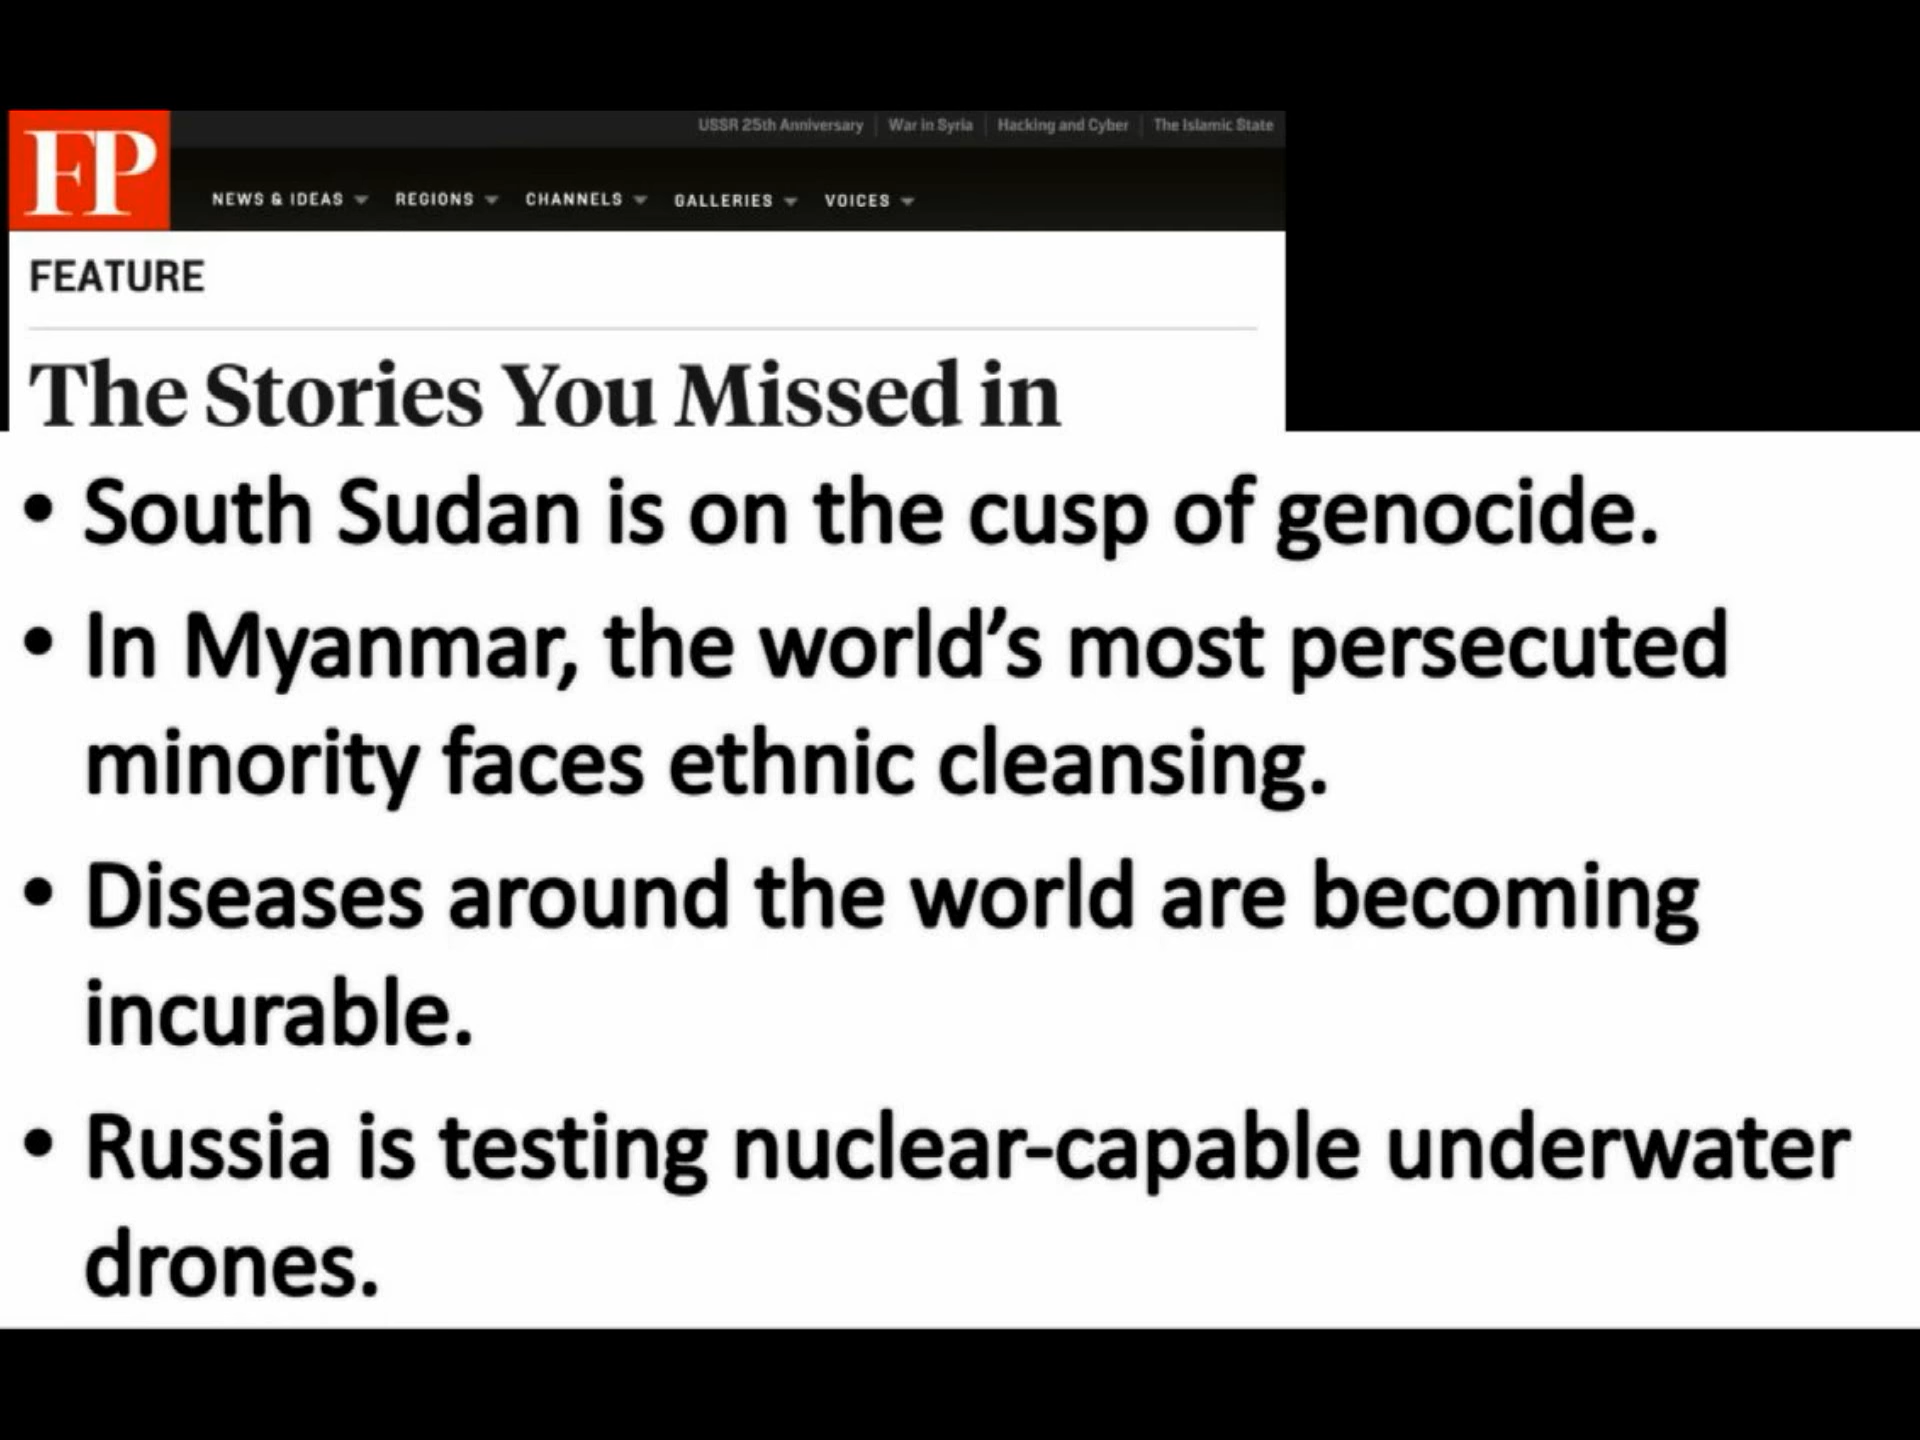 FP
USSR 25th Anniversary War in Syria Hacking and Cyber The Islamic State
NEWS & IDEAS REGIONS CHANNELS GALLERIES VOICES
FEATURE
The Stories You Missed in
• South Sudan is on the cusp of genocide.
• In Myanmar, the world’s most persecuted
minority faces ethnic cleansing.
• Diseases around the world are becoming
incurable.
• Russia is testing nuclear-capable underwater
drones.